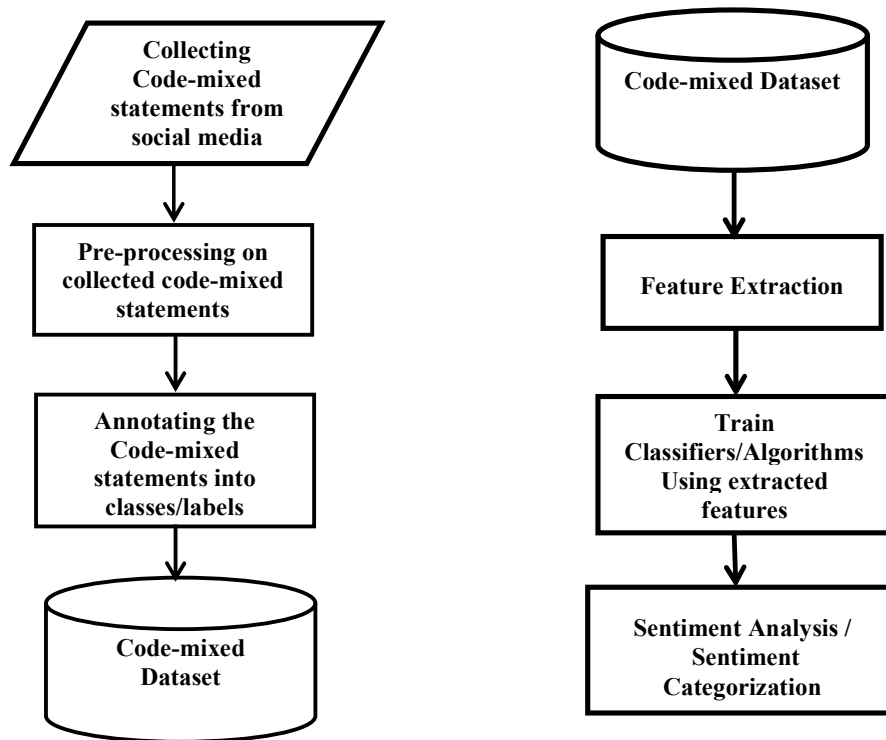 Collecting
Code-mixed
statements from
social media
Pre-processing on
collected code-mixed
statements
Annotating the
Code-mixed
statements into
classes/labels
Code-mixed
Dataset
Code-mixed Dataset
Feature Extraction
Train
Classifiers/Algorithms
Using extracted
features
Sentiment Analysis /
Sentiment
Categorization